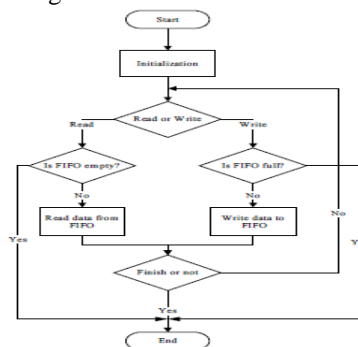 Start
Initialization
Read or Write
Read
Write
Is FIFO empty?
Is FIFO full?
No
No
Read data from
FIFO
Write data to
FIFO
No
Yes
Y
Finish or not
Yes
End